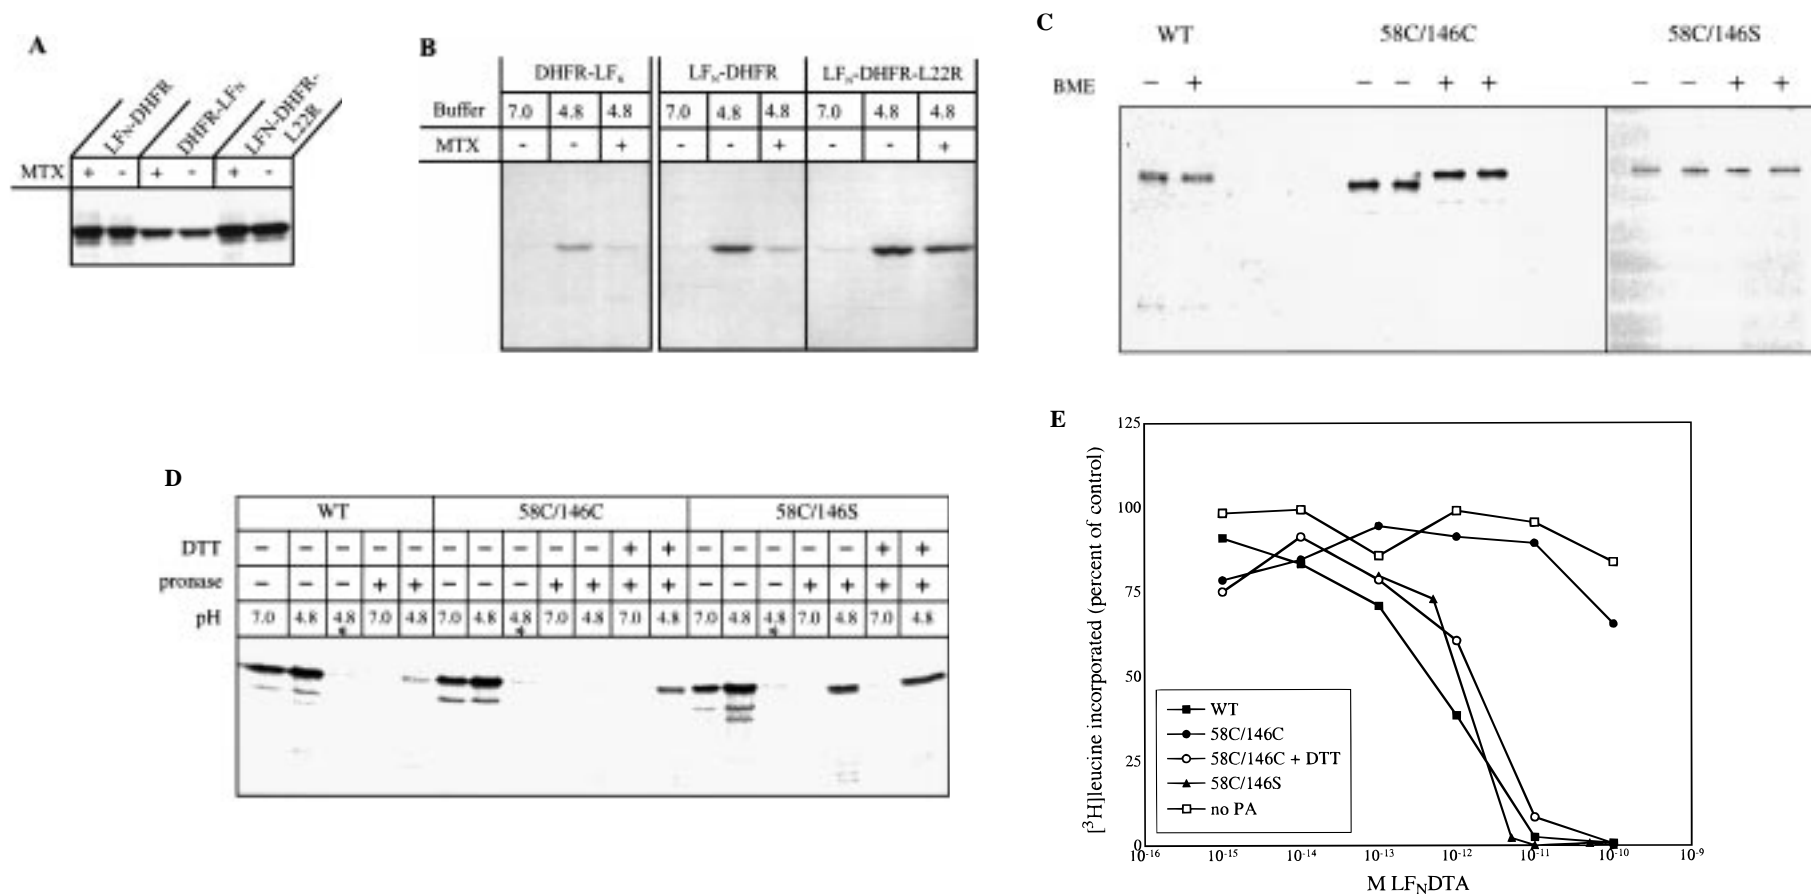 A
LFN-DHFR
DHFR-LFN
LFN-DHFR-L22R
MTX + - + - + -
B
DHFR-LFN LFN-DHFR LFN-DHFR-L22R
Buffer 7.0 4.8 4.8 7.0 4.8 4.8 7.0 4.8 4.8
MTX - - + - - + - - +
C
WT 58C/146C 58C/146S
BME − + − − + + − − + +
D
WT 58C/146C 58C/146S
DTT − − − − − − − − − − + + − − − − − + +
pronase − − − + + − − − + + + + − − − + + + +
pH 7.0 4.8 4.8 7.0 4.8 7.0 4.8 4.8 7.0 4.8 7.0 4.8 7.0 4.8 4.8 7.0 4.8 7.0 4.8
* * *
E
[³H]leucine incorporated (percent of control)
125
100
75
50
25
0
WT
58C/146C
58C/146C + DTT
58C/146S
no PA
10⁻¹⁶ 10⁻¹⁵ 10⁻¹⁴ 10⁻¹³ 10⁻¹² 10⁻¹¹ 10⁻¹⁰ 10⁻⁹
M LFNDTA